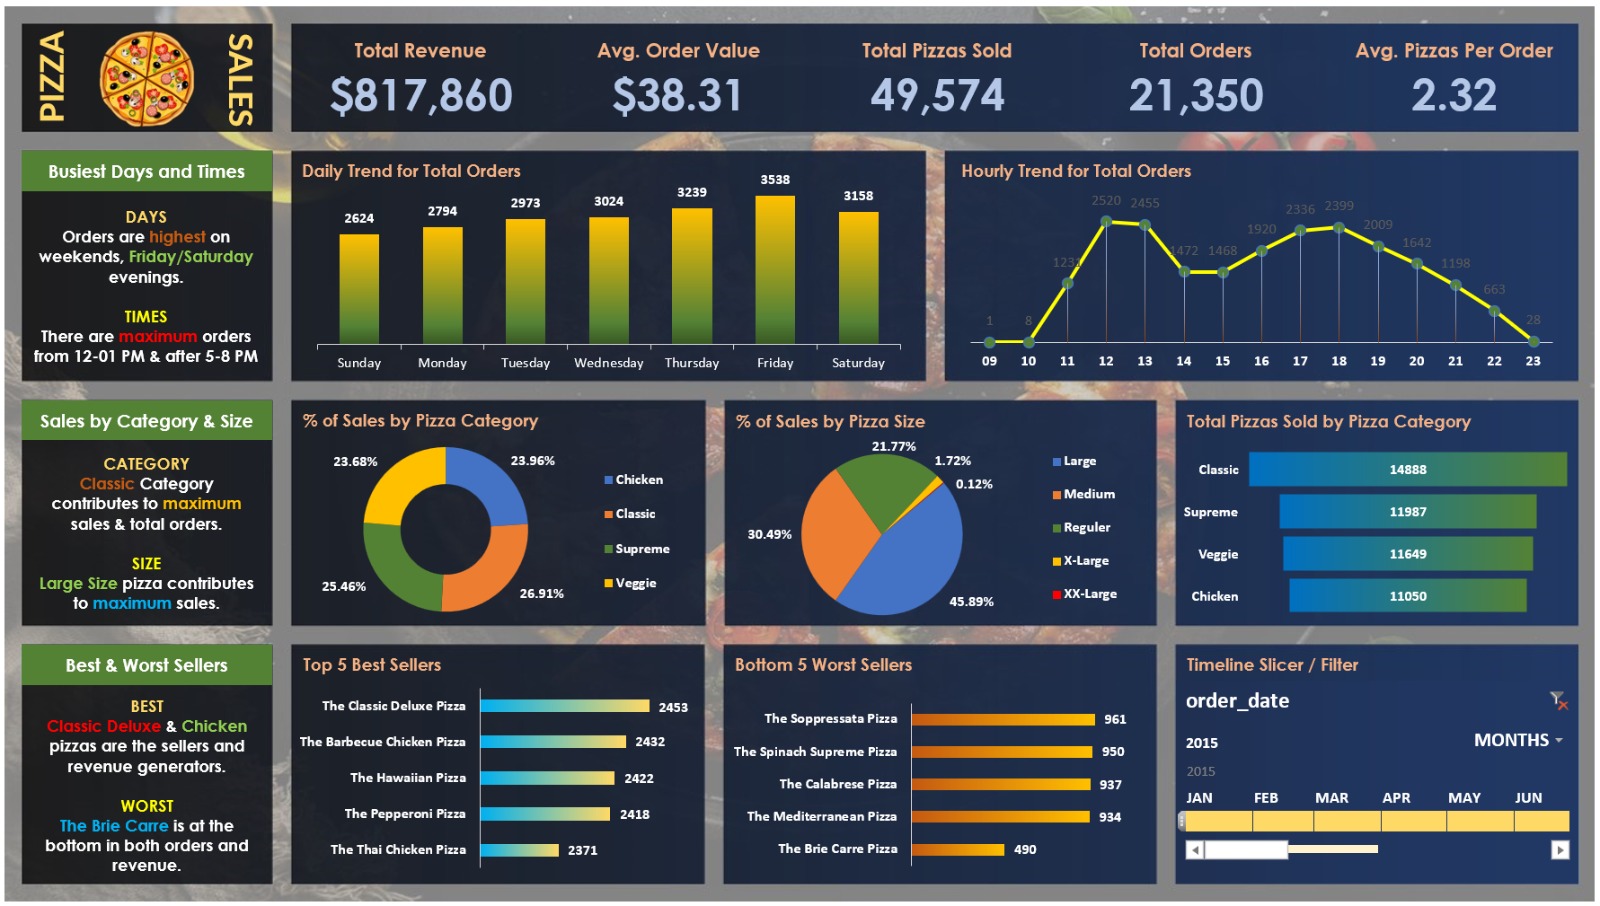 PIZZA
SALES
Total Revenue
$817,860
Avg. Order Value
$38.31
Total Pizzas Sold
49,574
Total Orders
21,350
Avg. Pizzas Per Order
2.32
Busiest Days and Times
DAYS
Orders are highest on
weekends, Friday/Saturday
evenings.
TIMES
There are maximum orders
from 12-01 PM & after 5-8 PM
Daily Trend for Total Orders
2624
2794
2973
3024
3239
3538
3158
Sunday
Monday
Tuesday
Wednesday
Thursday
Friday
Saturday
Hourly Trend for Total Orders
1
8
1231
2520
2455
1472
1468
1920
2336
2399
2009
1642
1198
663
28
09
10
11
12
13
14
15
16
17
18
19
20
21
22
23
Sales by Category & Size
CATEGORY
Classic Category
contributes to maximum
sales & total orders.
SIZE
Large Size pizza contributes
to maximum sales.
% of Sales by Pizza Category
23.68%
23.96%
25.46%
26.91%
Chicken
Classic
Supreme
Veggie
% of Sales by Pizza Size
21.77%
1.72%
0.12%
30.49%
45.89%
Large
Medium
Reguler
X-Large
XX-Large
Total Pizzas Sold by Pizza Category
Classic 14888
Supreme 11987
Veggie 11649
Chicken 11050
Best & Worst Sellers
BEST
Classic Deluxe & Chicken
pizzas are the sellers and
revenue generators.
WORST
The Brie Carre is at the
bottom in both orders and
revenue.
Top 5 Best Sellers
The Classic Deluxe Pizza 2453
The Barbecue Chicken Pizza 2432
The Hawaiian Pizza 2422
The Pepperoni Pizza 2418
The Thai Chicken Pizza 2371
Bottom 5 Worst Sellers
The Soppressata Pizza 961
The Spinach Supreme Pizza 950
The Calabrese Pizza 937
The Mediterranean Pizza 934
The Brie Carre Pizza 490
Timeline Slicer / Filter
order_date
2015
MONTHS
2015
JAN FEB MAR APR MAY JUN